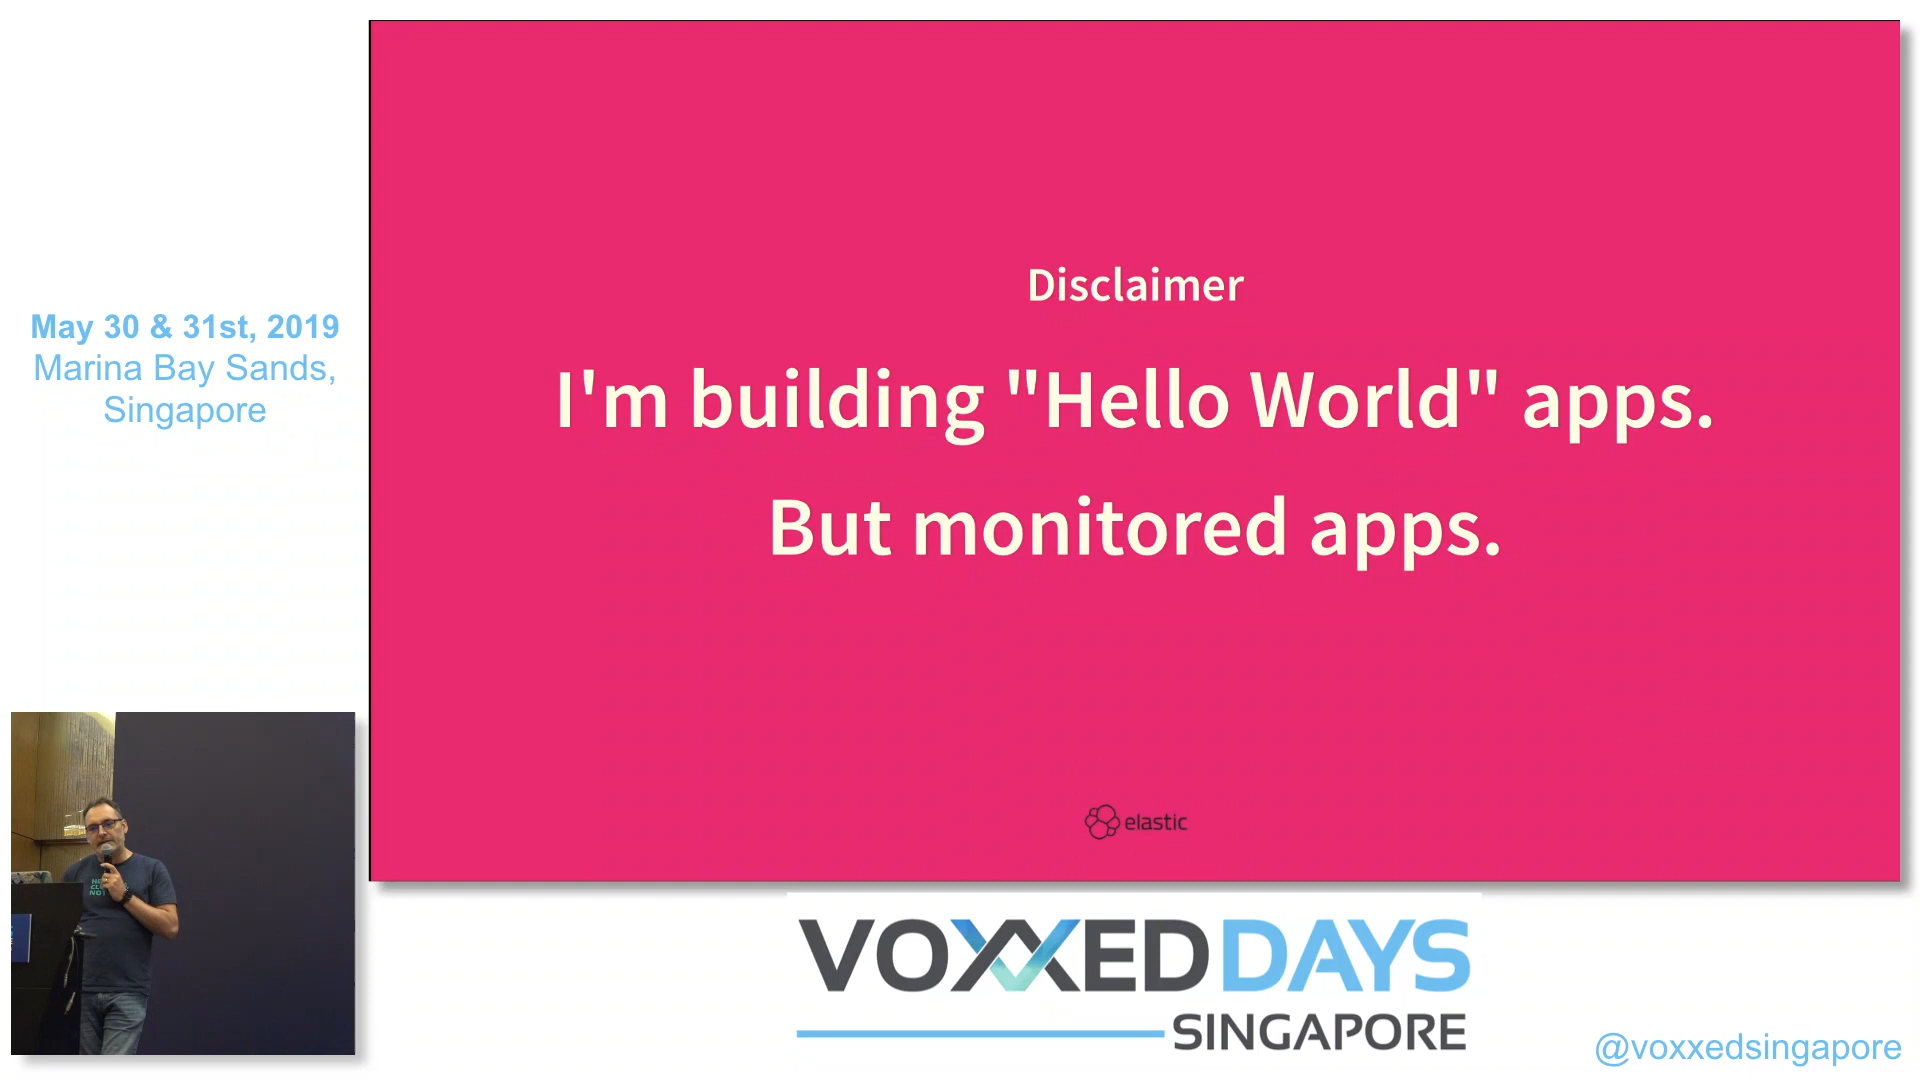 May 30 & 31st, 2019
Marina Bay Sands,
Singapore
Disclaimer
I'm building "Hello World" apps.
But monitored apps.
elastic
VOXXED DAYS
SINGAPORE
@voxxedsingapore